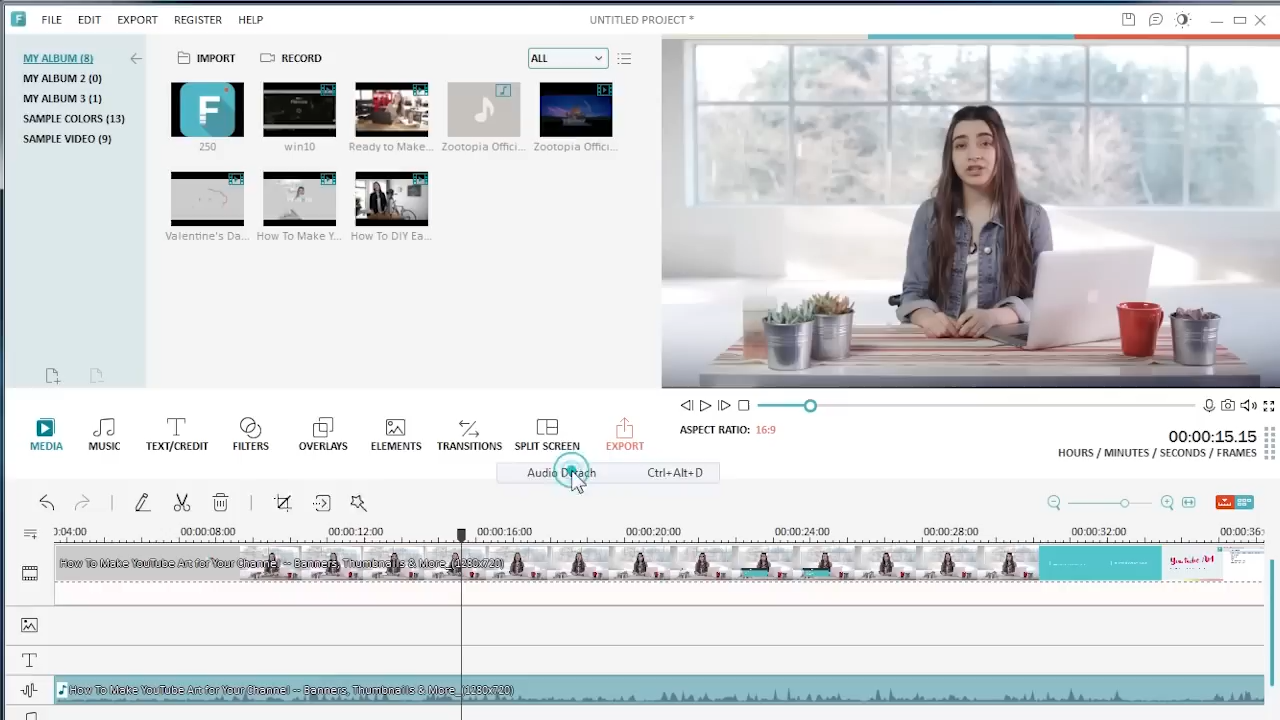 FILE EDIT EXPORT REGISTER HELP UNTITLED PROJECT *
MY ALBUM (8)
MY ALBUM 2 (0)
MY ALBUM 3 (1)
SAMPLE COLORS (13)
SAMPLE VIDEO (9)
IMPORT RECORD ALL
250 win10 Ready to Make... Zootopia Offici... Zootopia Offici...
Valentine's Da... How To Make Y... How To DIY Ea...
ASPECT RATIO: 16:9
00:00:15.15
HOURS / MINUTES / SECONDS / FRAMES
MEDIA MUSIC TEXT/CREDIT FILTERS OVERLAYS ELEMENTS TRANSITIONS SPLIT SCREEN EXPORT
Audio Detach Ctrl+Alt+D
0:04:00 00:00:08:00 00:00:12:00 00:00:16:00 00:00:20:00 00:00:24:00 00:00:28:00 00:00:32:00 00:00:36:
How To Make YouTube Art for Your Channel -- Banners, Thumbnails & More_(1280x720)
YouTube Art
How To Make YouTube Art for Your Channel -- Banners, Thumbnails & More_(1280x720)